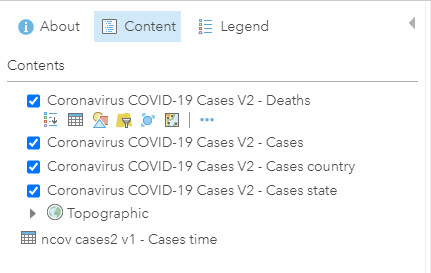 About Content Legend
Contents
Coronavirus COVID-19 Cases V2 - Deaths
Coronavirus COVID-19 Cases V2 - Cases
Coronavirus COVID-19 Cases V2 - Cases country
Coronavirus COVID-19 Cases V2 - Cases state
Topographic
ncov cases2 v1 - Cases time